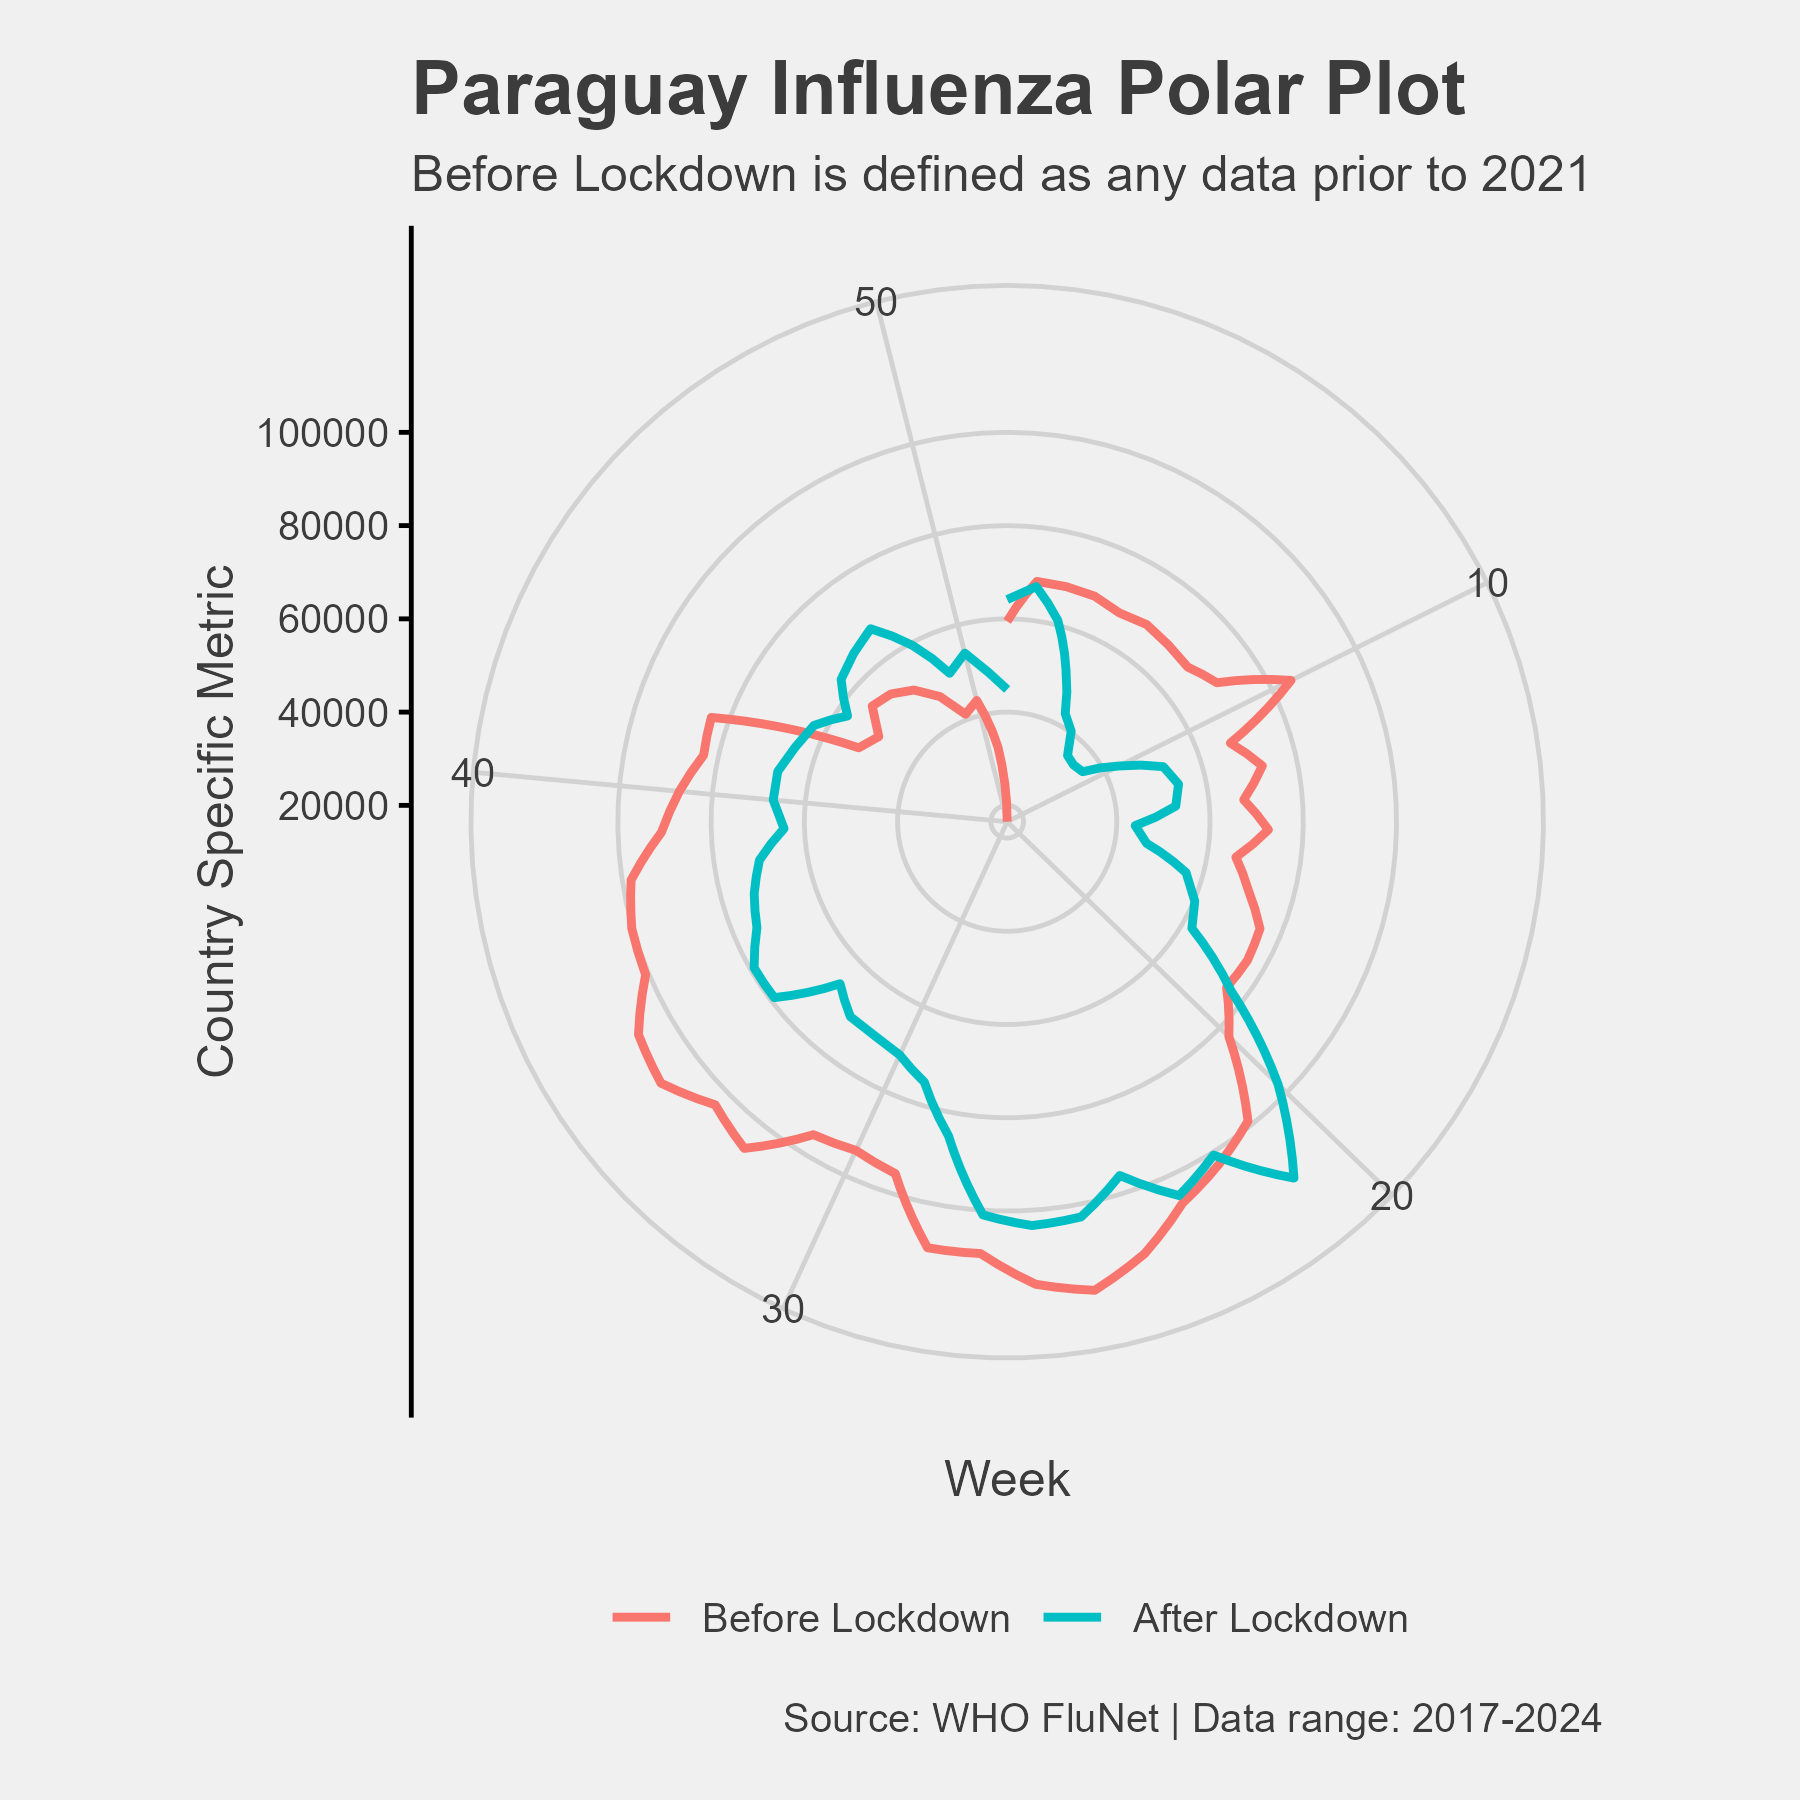 Paraguay Influenza Polar Plot
Before Lockdown is defined as any data prior to 2021
50
100000
80000
60000
40000
20000
10
40
20
30
Country Specific Metric
Week
Before Lockdown
After Lockdown
Source: WHO FluNet | Data range: 2017-2024